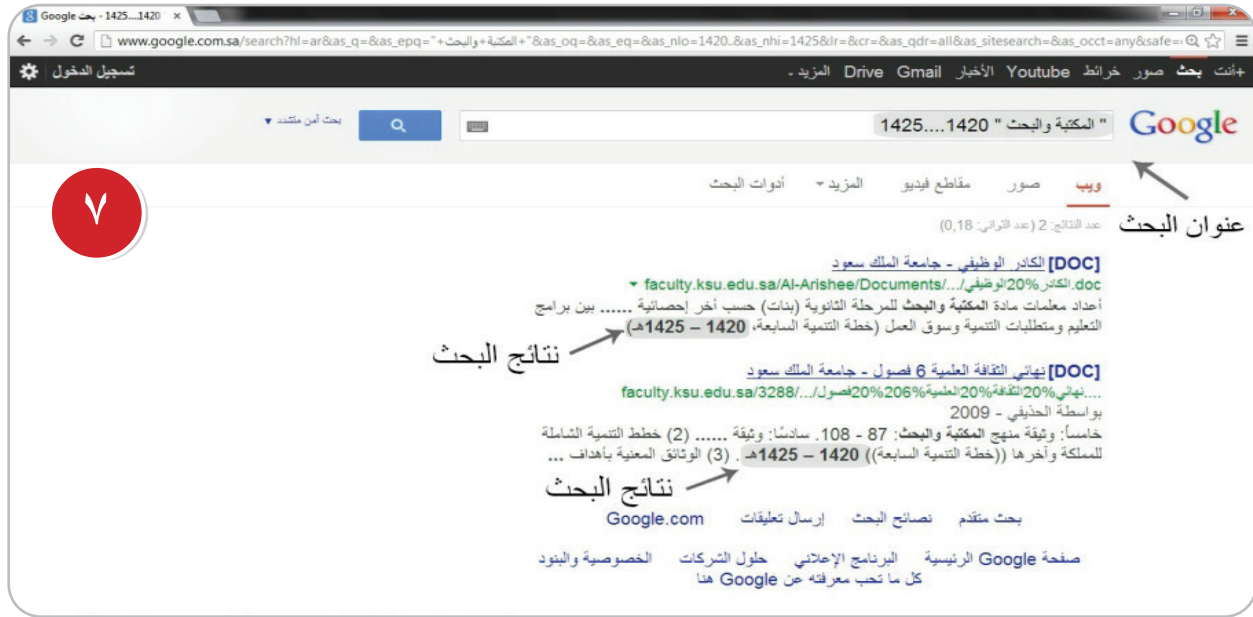 Google بحث - 1425....1420
www.google.com.sa/search?hl=ar&as_q=&as_epq="+المكتبة+والبحث+"&as_oq=&as_eq=&as_nlo=1420..&as_nhi=1425&lr=&cr=&as_qdr=all&as_sitesearch=&as_occt=any&safe=
+أنت بحث صور خرائط Youtube الأخبار Gmail Drive المزيد
تسجيل الدخول
Google
" المكتبة والبحث " 1420....1425
بحث آمن متشدد
ويب صور مقاطع فيديو المزيد أدوات البحث
٧
عنوان البحث
عدد النتائج: 2 (عدد الثواني: 0,18)
[DOC] الكادر الوظيفي - جامعة الملك سعود
faculty.ksu.edu.sa/Al-Arishee/Documents/.../الكادر%20الوظيفي.doc
أعداد معلمات مادة المكتبة والبحث للمرحلة الثانوية (بنات) حسب أخر إحصائية ...... بين برامج
التعليم ومتطلبات التنمية وسوق العمل (خطة التنمية السابعة، 1420 – 1425هـ)
نتائج البحث
[DOC] نهائي الثقافة العلمية 6 فصول - جامعة الملك سعود
faculty.ksu.edu.sa/3288/.../نهائي%20الثقافة%20العلمية%206%20فصول....
بواسطة الحذيفي - 2009
خامساً: وثيقة منهج المكتبة والبحث: 87 - 108. سادسًا: وثيقة ...... (2) خطط التنمية الشاملة
للمملكة وآخرها ((خطة التنمية السابعة)) 1420 – 1425هـ . (3) الوثائق المعنية بأهداف ...
نتائج البحث
بحث متقدم نصائح البحث إرسال تعليقات Google.com
صفحة Google الرئيسية البرنامج الإعلاني حلول الشركات الخصوصية والبنود
كل ما تحب معرفته عن Google هنا